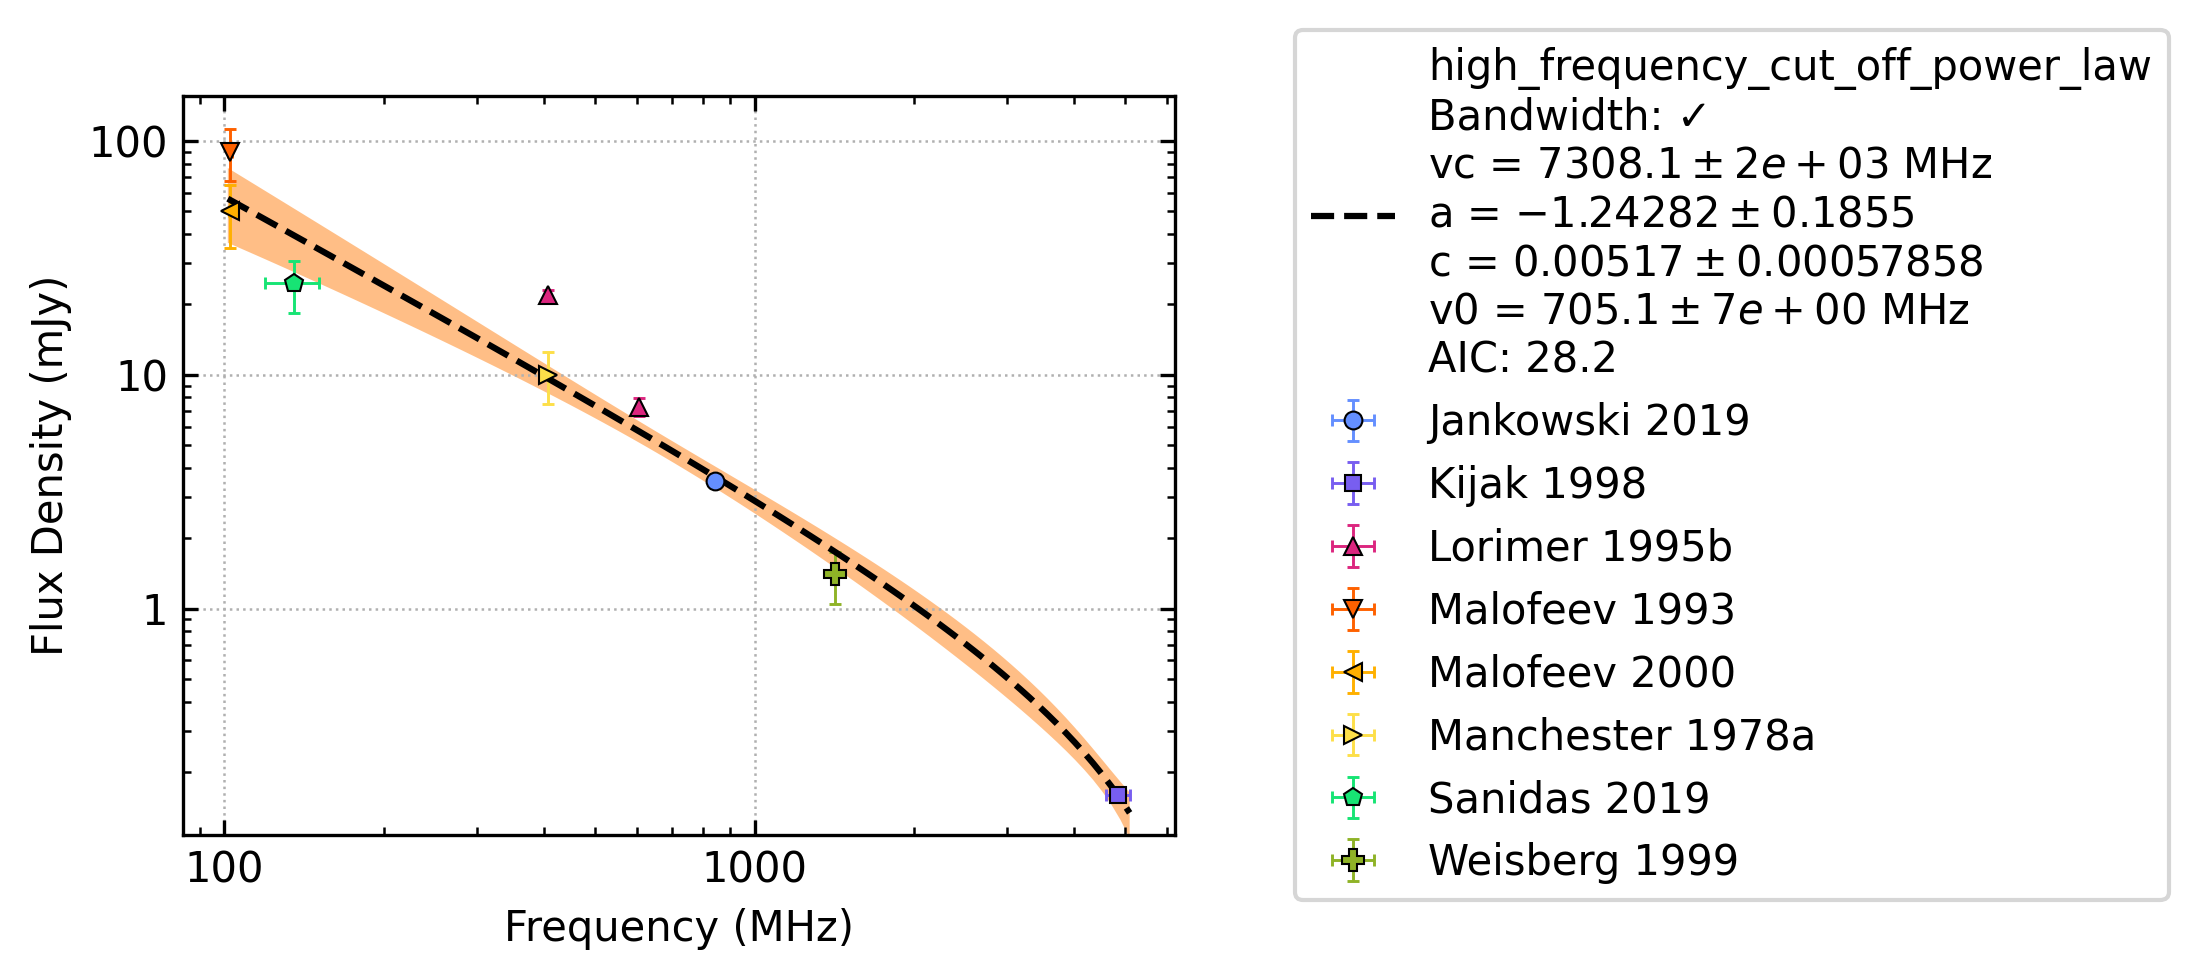 100
10
1
Flux Density (mJy)
100
1000
Frequency (MHz)
high_frequency_cut_off_power_law
Bandwidth: ✓
vc = 7308.1 ± 2e + 03 MHz
a = −1.24282 ± 0.1855
c = 0.00517 ± 0.00057858
v0 = 705.1 ± 7e + 00 MHz
AIC: 28.2
Jankowski 2019
Kijak 1998
Lorimer 1995b
Malofeev 1993
Malofeev 2000
Manchester 1978a
Sanidas 2019
Weisberg 1999